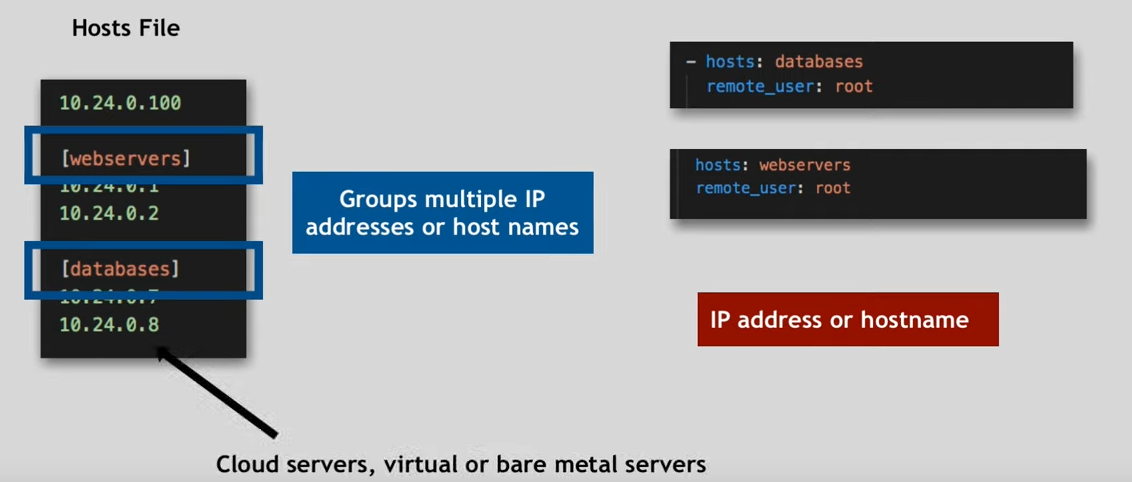 Hosts File
10.24.0.100
[webservers]
10.24.0.1
10.24.0.2
[databases]
10.24.0.7
10.24.0.8
Groups multiple IP
addresses or host names
- hosts: databases
remote_user: root
hosts: webservers
remote_user: root
IP address or hostname
Cloud servers, virtual or bare metal servers